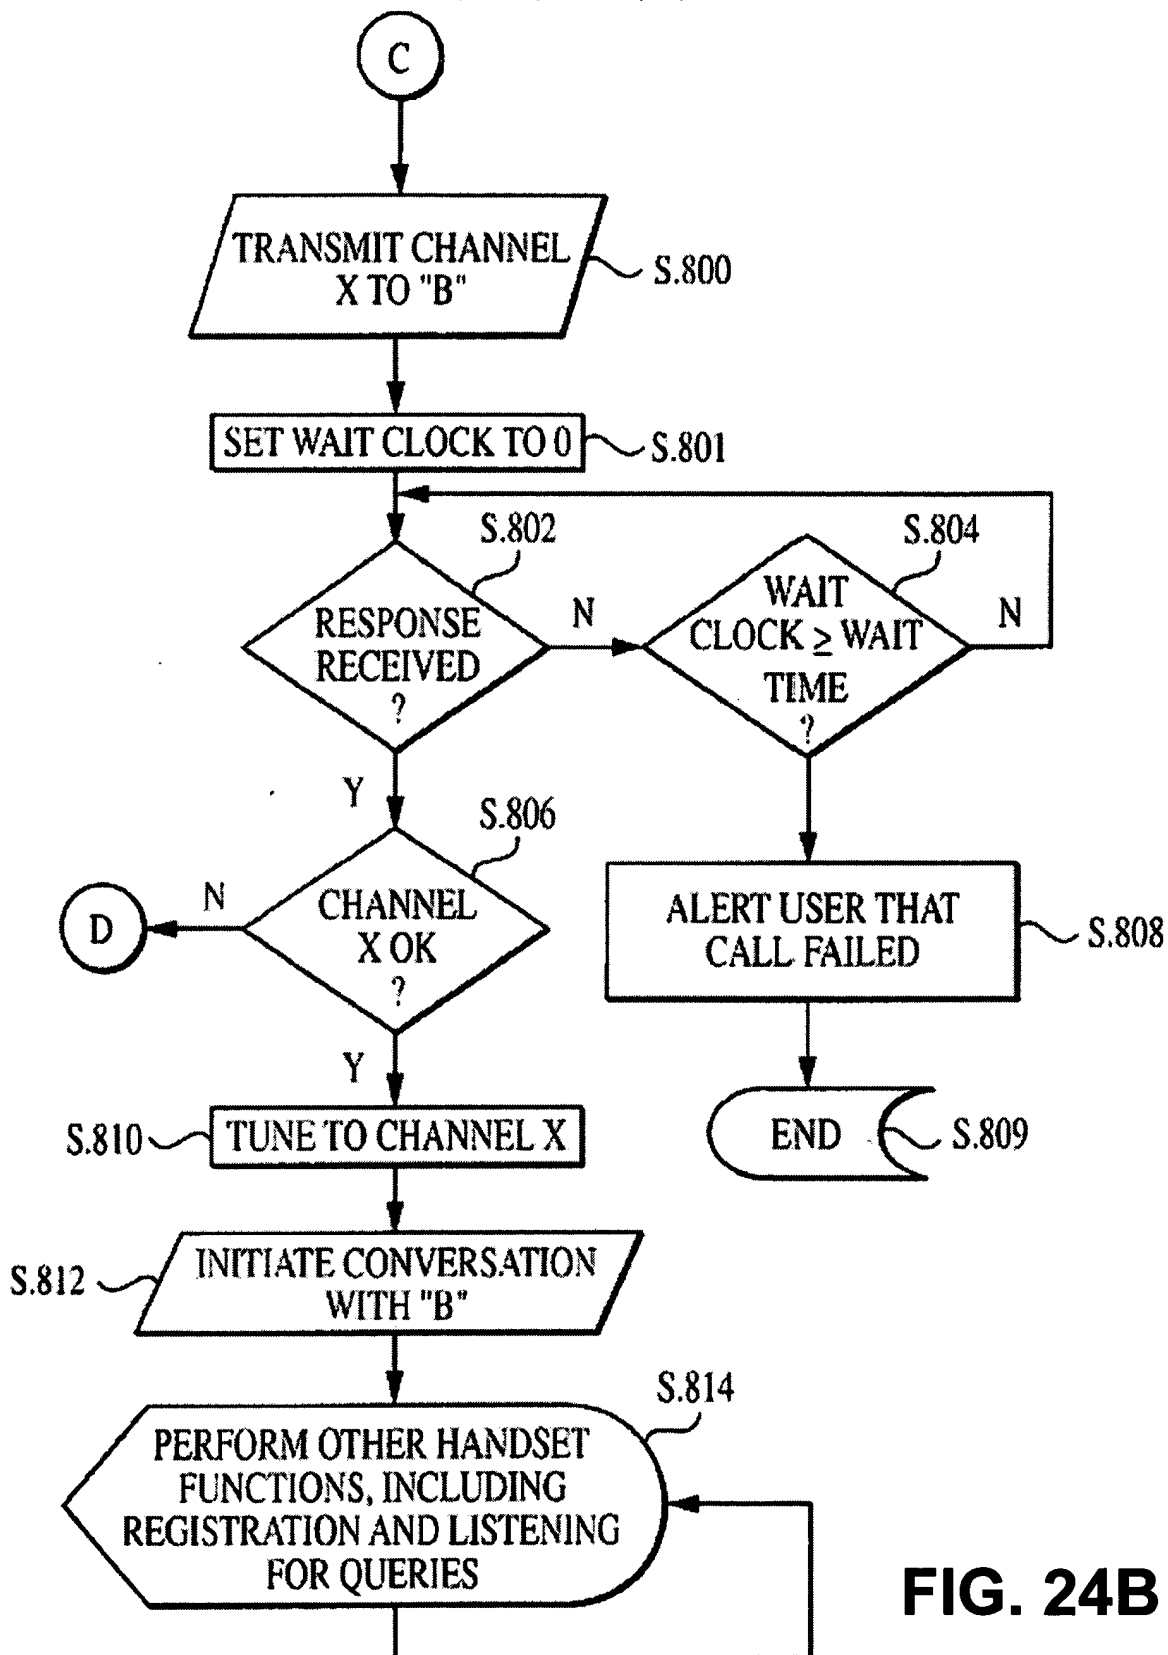 C
TRANSMIT CHANNEL
X TO "B"
S.800
SET WAIT CLOCK TO 0
S.801
S.802
RESPONSE
RECEIVED
?
N
S.804
WAIT
CLOCK ≥ WAIT
TIME
?
N
Y
S.806
CHANNEL
X OK
?
N
D
ALERT USER THAT
CALL FAILED
S.808
Y
S.810
TUNE TO CHANNEL X
END
S.809
S.812
INITIATE CONVERSATION
WITH "B"
S.814
PERFORM OTHER HANDSET
FUNCTIONS, INCLUDING
REGISTRATION AND LISTENING
FOR QUERIES
FIG. 24B